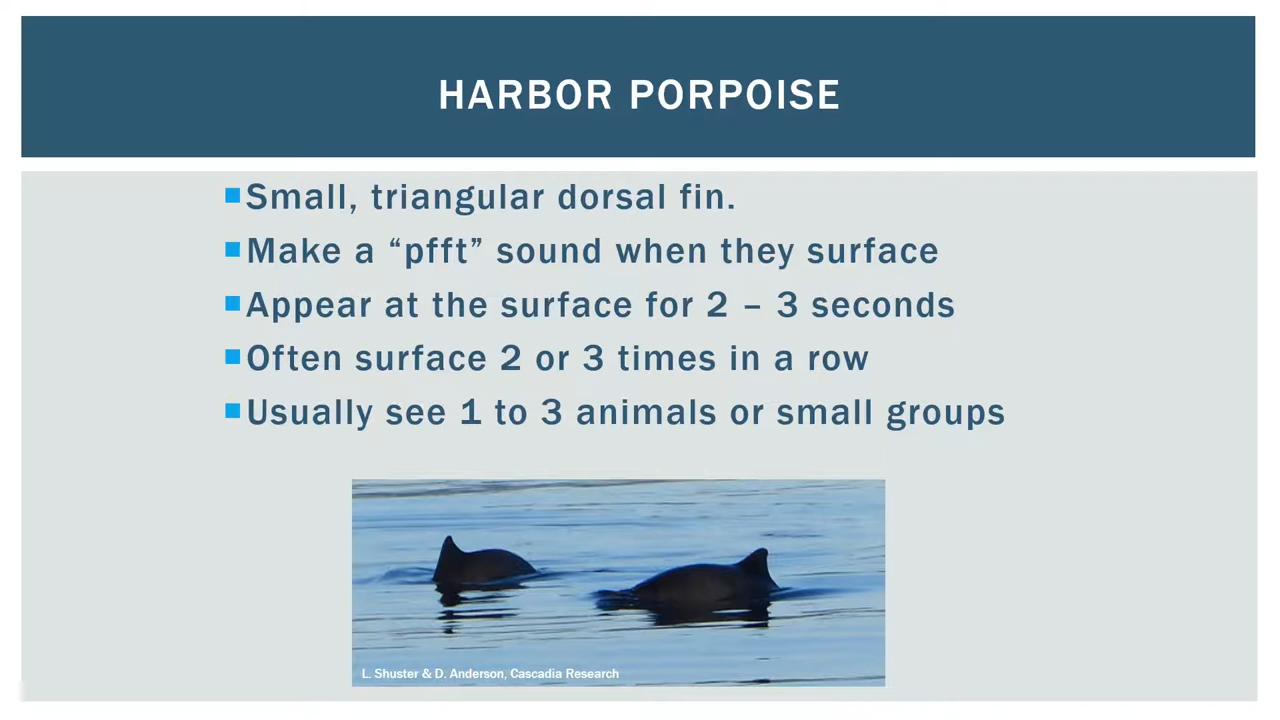 HARBOR PORPOISE
Small, triangular dorsal fin.
Make a “pfft” sound when they surface
Appear at the surface for 2 – 3 seconds
Often surface 2 or 3 times in a row
Usually see 1 to 3 animals or small groups
L. Shuster & D. Anderson, Cascadia Research